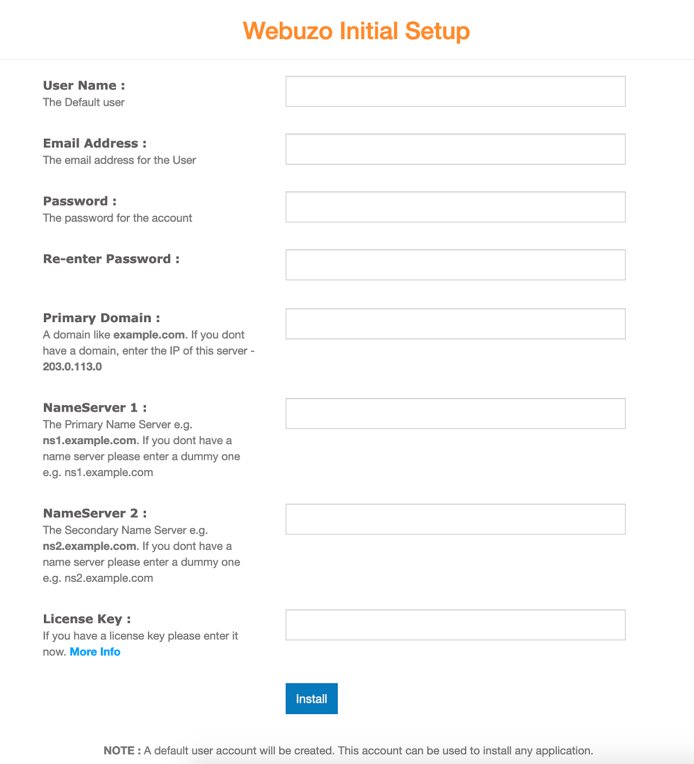 Webuzo Initial Setup
User Name :
The Default user
Email Address :
The email address for the User
Password :
The password for the account
Re-enter Password :
Primary Domain :
A domain like example.com. If you dont
have a domain, enter the IP of this server -
203.0.113.0
NameServer 1 :
The Primary Name Server e.g.
ns1.example.com. If you dont have a
name server please enter a dummy one
e.g. ns1.example.com
NameServer 2 :
The Secondary Name Server e.g.
ns2.example.com. If you dont have a
name server please enter a dummy one
e.g. ns2.example.com
License Key :
If you have a license key please enter it
now. More Info
Install
NOTE : A default user account will be created. This account can be used to install any application.